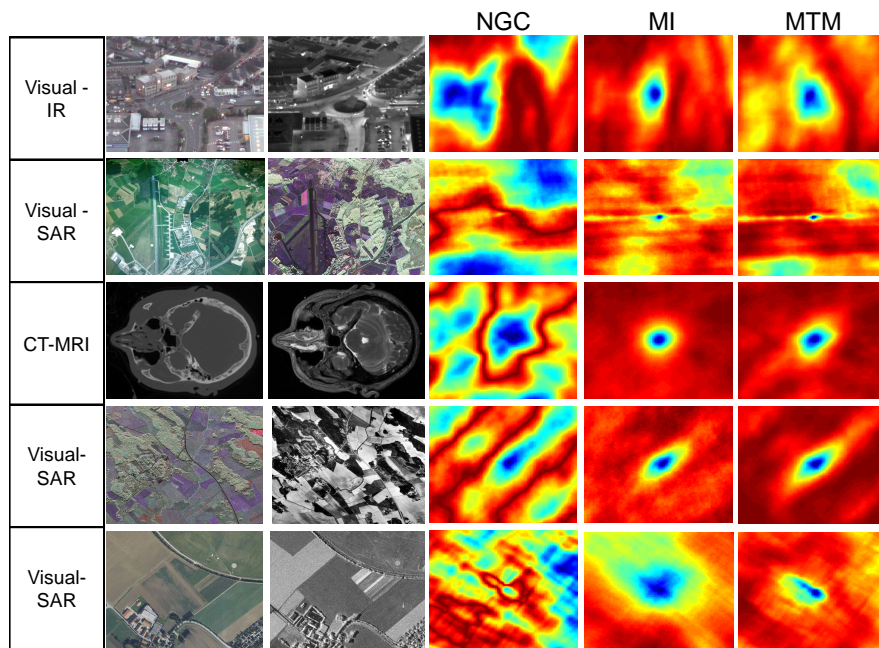 NGC MI MTM
Visual -
IR
Visual -
SAR
CT-MRI
Visual-
SAR
Visual-
SAR